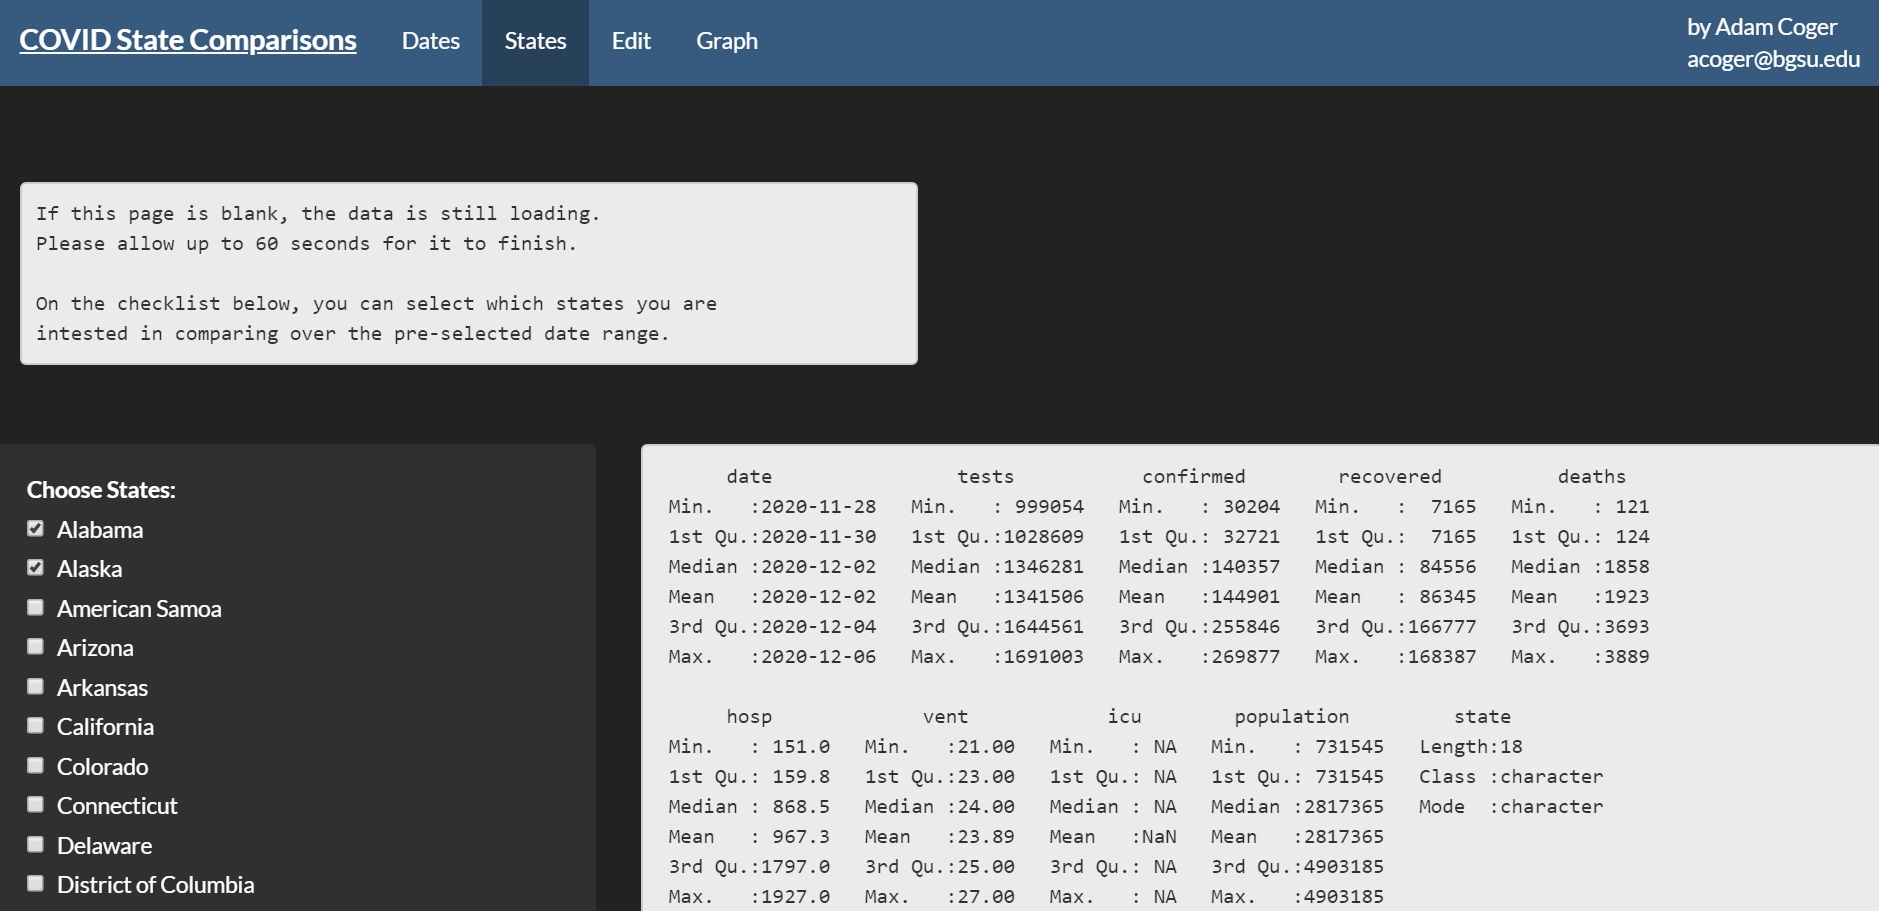 COVID State Comparisons Dates States Edit Graph
by Adam Coger
acoger@bgsu.edu
If this page is blank, the data is still loading.
Please allow up to 60 seconds for it to finish.
On the checklist below, you can select which states you are
intested in comparing over the pre-selected date range.
Choose States:
Alabama
Alaska
American Samoa
Arizona
Arkansas
California
Colorado
Connecticut
Delaware
District of Columbia
date tests confirmed recovered deaths
Min. :2020-11-28 Min. : 999054 Min. : 30204 Min. : 7165 Min. : 121
1st Qu.:2020-11-30 1st Qu.:1028609 1st Qu.: 32721 1st Qu.: 7165 1st Qu.: 124
Median :2020-12-02 Median :1346281 Median :140357 Median : 84556 Median :1858
Mean :2020-12-02 Mean :1341506 Mean :144901 Mean : 86345 Mean :1923
3rd Qu.:2020-12-04 3rd Qu.:1644561 3rd Qu.:255846 3rd Qu.:166777 3rd Qu.:3693
Max. :2020-12-06 Max. :1691003 Max. :269877 Max. :168387 Max. :3889
hosp vent icu population state
Min. : 151.0 Min. :21.00 Min. : NA Min. : 731545 Length:18
1st Qu.: 159.8 1st Qu.:23.00 1st Qu.: NA 1st Qu.: 731545 Class :character
Median : 868.5 Median :24.00 Median : NA Median :2817365 Mode :character
Mean : 967.3 Mean :23.89 Mean :NaN Mean :2817365
3rd Qu.:1797.0 3rd Qu.:25.00 3rd Qu.: NA 3rd Qu.:4903185
Max. :1927.0 Max. :27.00 Max. : NA Max. :4903185